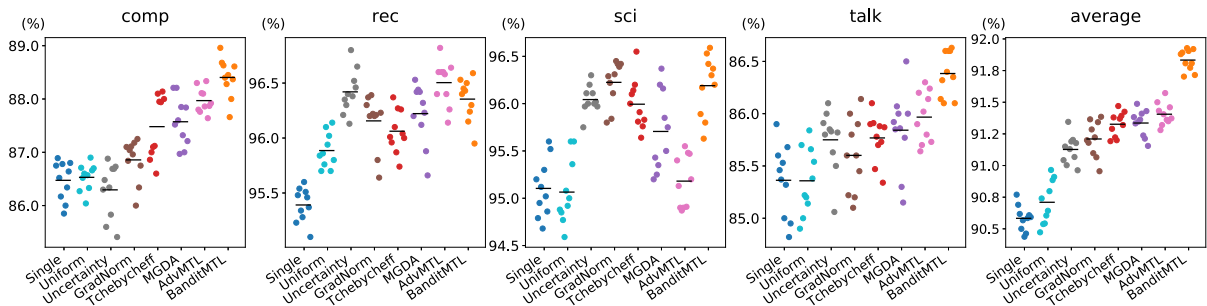 comp
(%)
89.0
88.0
87.0
86.0
Single
Uniform
Uncertainty
GradNorm
Tchebycheff
MGDA
AdvMTL
BanditMTL
rec
(%)
96.5
96.0
95.5
Single
Uniform
Uncertainty
GradNorm
Tchebycheff
MGDA
AdvMTL
BanditMTL
sci
(%)
96.5
96.0
95.5
95.0
94.5
Single
Uniform
Uncertainty
GradNorm
Tchebycheff
MGDA
AdvMTL
BanditMTL
talk
(%)
86.5
86.0
85.5
85.0
Single
Uniform
Uncertainty
GradNorm
Tchebycheff
MGDA
AdvMTL
BanditMTL
average
(%)
92.0
91.8
91.5
91.2
91.0
90.8
90.5
Single
Uniform
Uncertainty
GradNorm
Tchebycheff
MGDA
AdvMTL
BanditMTL